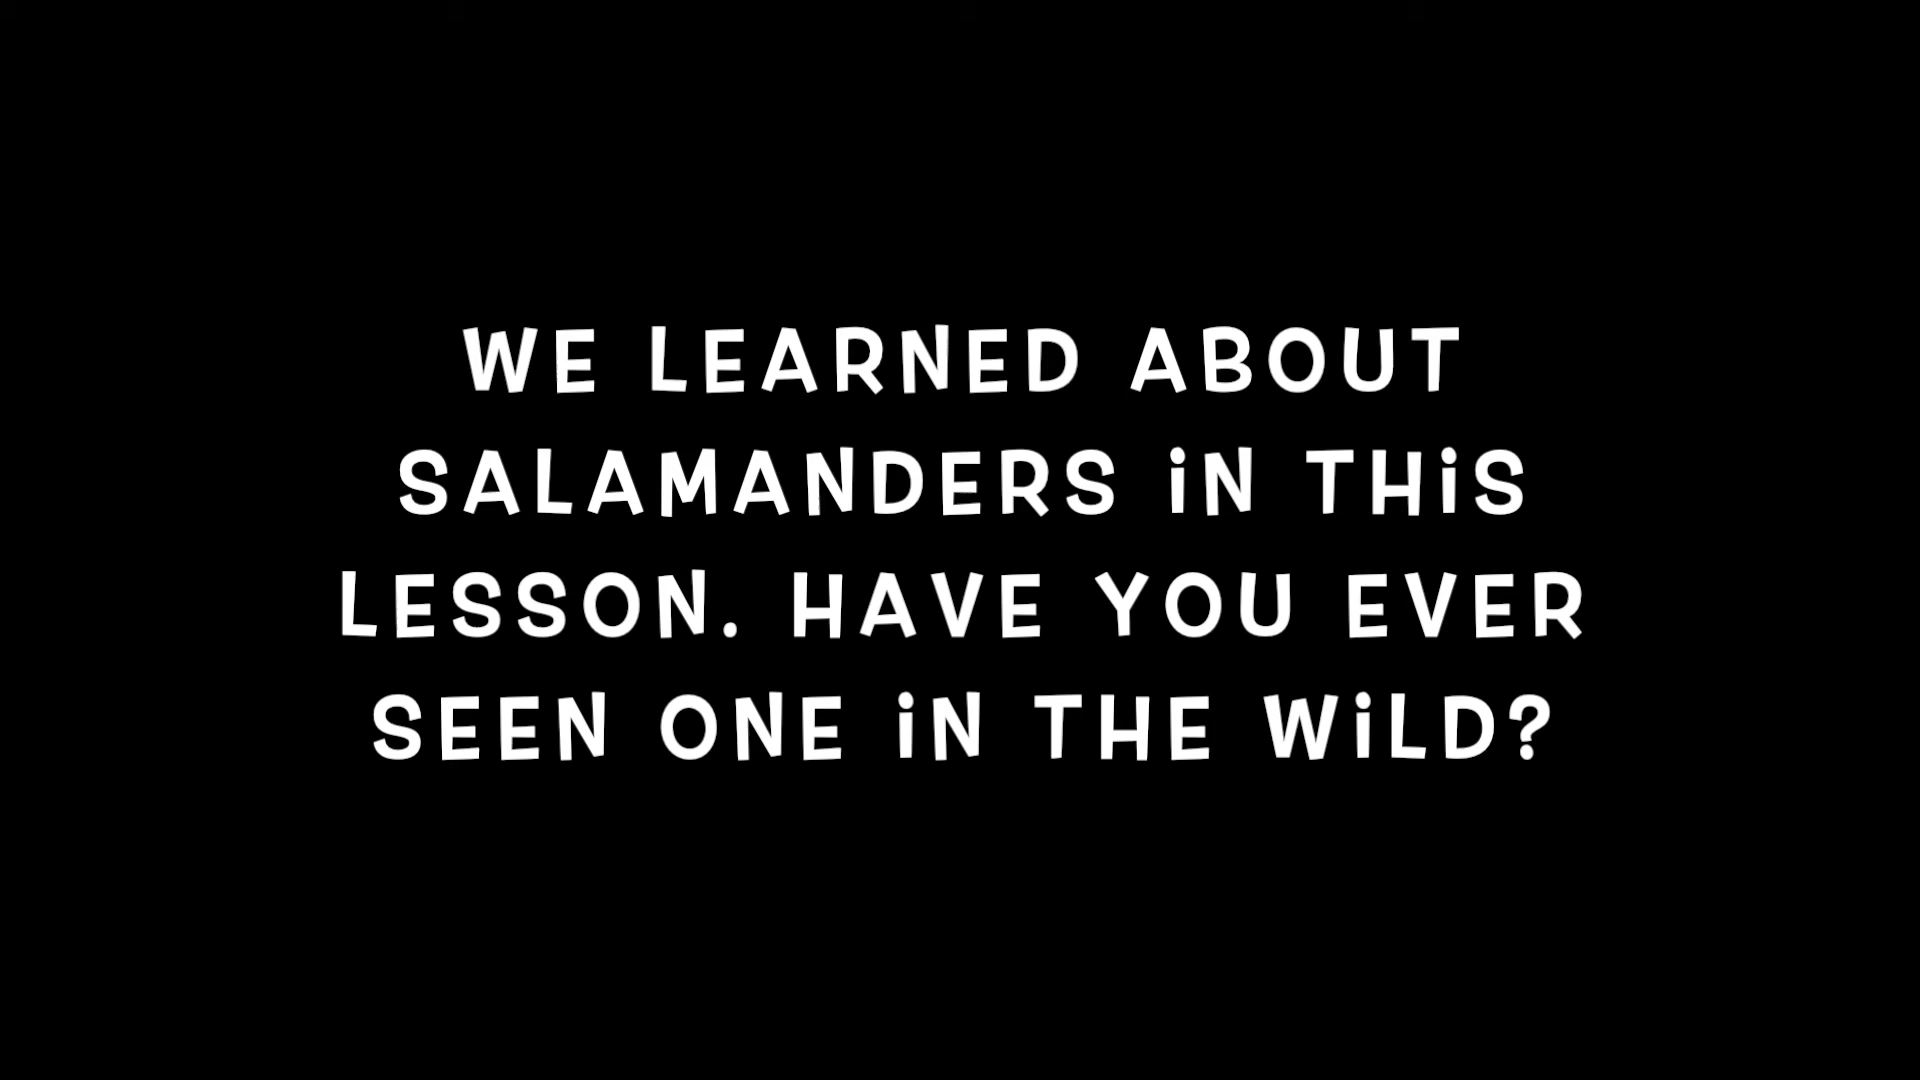 WE LEARNED ABOUT
SALAMANDERS iN THiS
LESSON. HAVE YOU EVER
SEEN ONE iN THE WiLD?